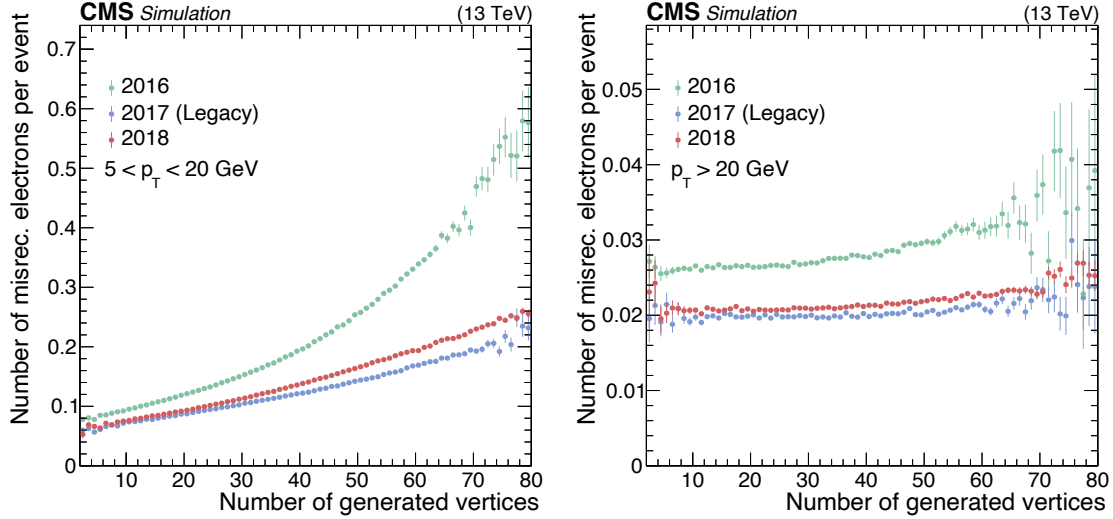 CMS Simulation (13 TeV)
Number of misrec. electrons per event
0.7
0.6
0.5
0.4
0.3
0.2
0.1
0
2016
2017 (Legacy)
2018
5 < p_T < 20 GeV
10 20 30 40 50 60 70 80
Number of generated vertices
CMS Simulation (13 TeV)
Number of misrec. electrons per event
0.05
0.04
0.03
0.02
0.01
0
2016
2017 (Legacy)
2018
p_T > 20 GeV
10 20 30 40 50 60 70 80
Number of generated vertices